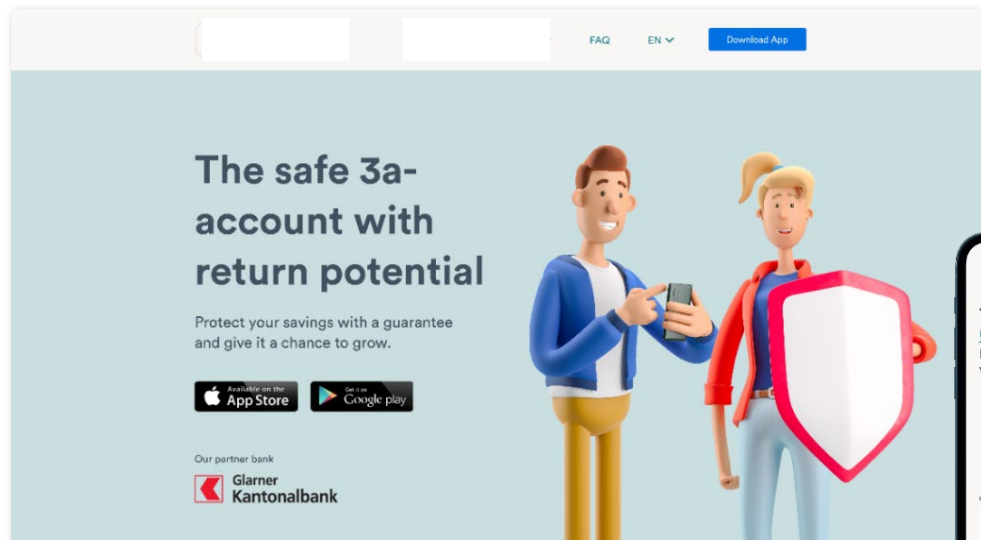 FAQ
EN
Download App
The safe 3a-
account with
return potential
Protect your savings with a guarantee
and give it a chance to grow.
Available on the
App Store
Get it on
Google play
Our partner bank
Glarner
Kantonalbank